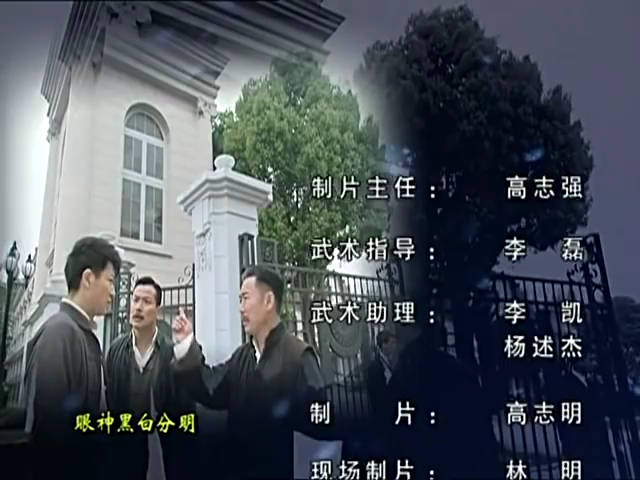 制片主任： 高志强
武术指导： 李 磊
武术助理： 李 凯
杨述杰
制 片： 高志明
现场制片： 林 明
眼神黑白分明